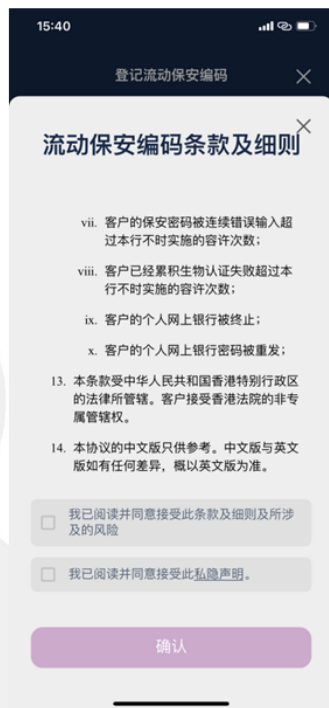 15:40
登记流动保安编码
流动保安编码条款及细则
vii. 客户的保安密码被连续错误输入超
过本行不时实施的容许次数；
viii. 客户已经累积生物认证失败超过本
行不时实施的容许次数；
ix. 客户的个人网上银行被终止；
x. 客户的个人网上银行密码被重发；
13. 本条款受中华人民共和国香港特别行政区
的法律所管辖。客户接受香港法院的非专
属管辖权。
14. 本协议的中文版只供参考。中文版与英文
版如有任何差异，概以英文版为准。
我已阅读并同意接受此条款及细则及所涉
及的风险
我已阅读并同意接受此私隐声明。
确认